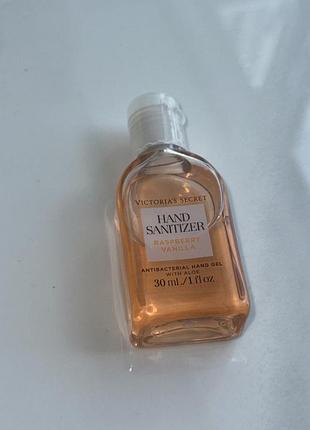 VICTORIA'S SECRET
HAND
SANITIZER
RASPBERRY
VANILLA
ANTIBACTERIAL HAND GEL
WITH ALOE
30 ml./1 fl oz